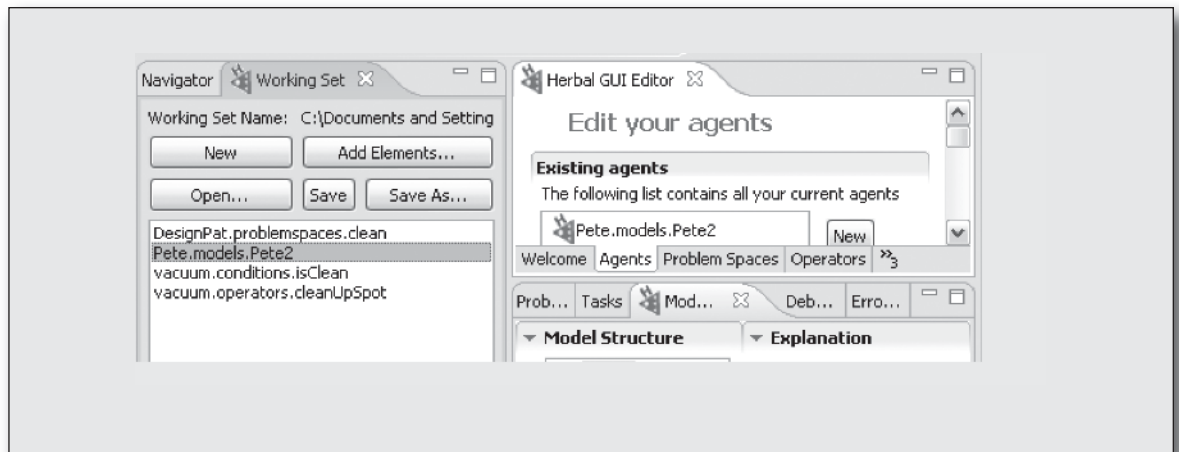 Navigator Working Set
Working Set Name: C:\Documents and Setting
New Add Elements...
Open... Save Save As...
DesignPat.problemspaces.clean
Pete.models.Pete2
vacuum.conditions.isClean
vacuum.operators.cleanUpSpot
Herbal GUI Editor
Edit your agents
Existing agents
The following list contains all your current agents
Pete.models.Pete2 New
Welcome Agents Problem Spaces Operators »3
Prob... Tasks Mod... Deb... Erro...
Model Structure Explanation